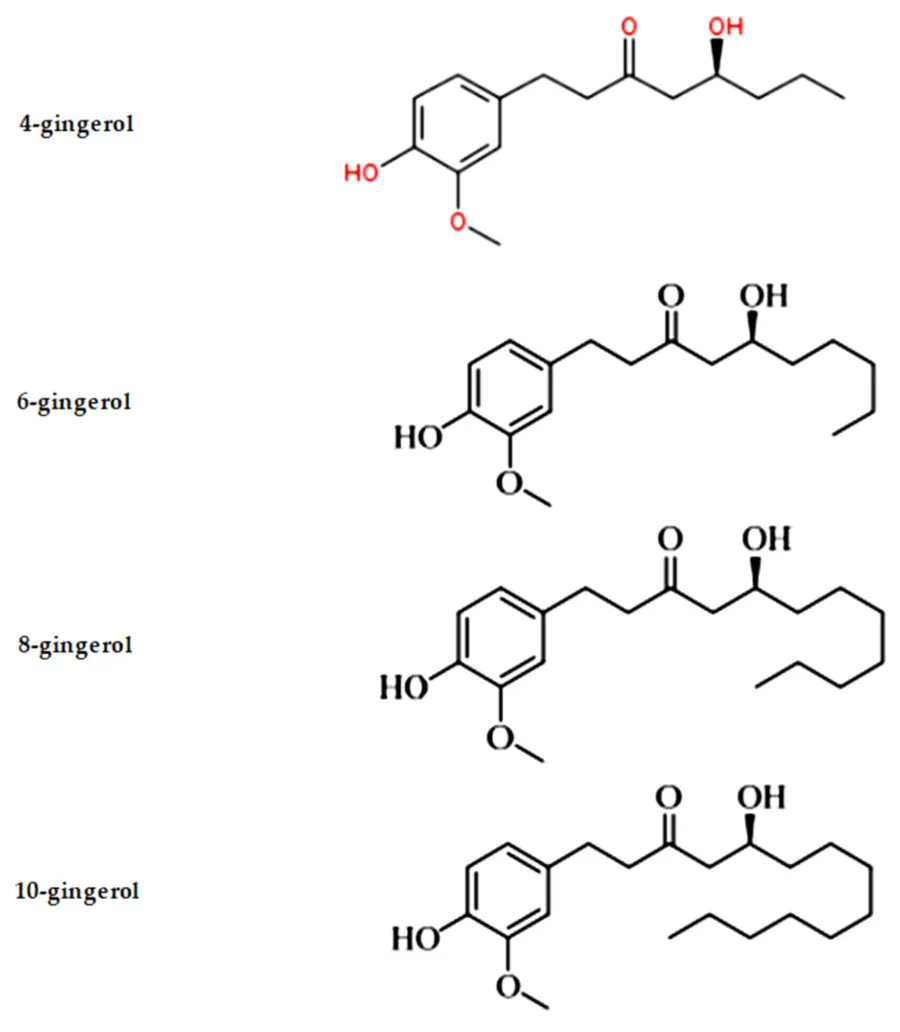 O OH
4-gingerol
HO
O
O OH
6-gingerol
HO
O
O OH
8-gingerol
HO
O
O OH
10-gingerol
HO
O